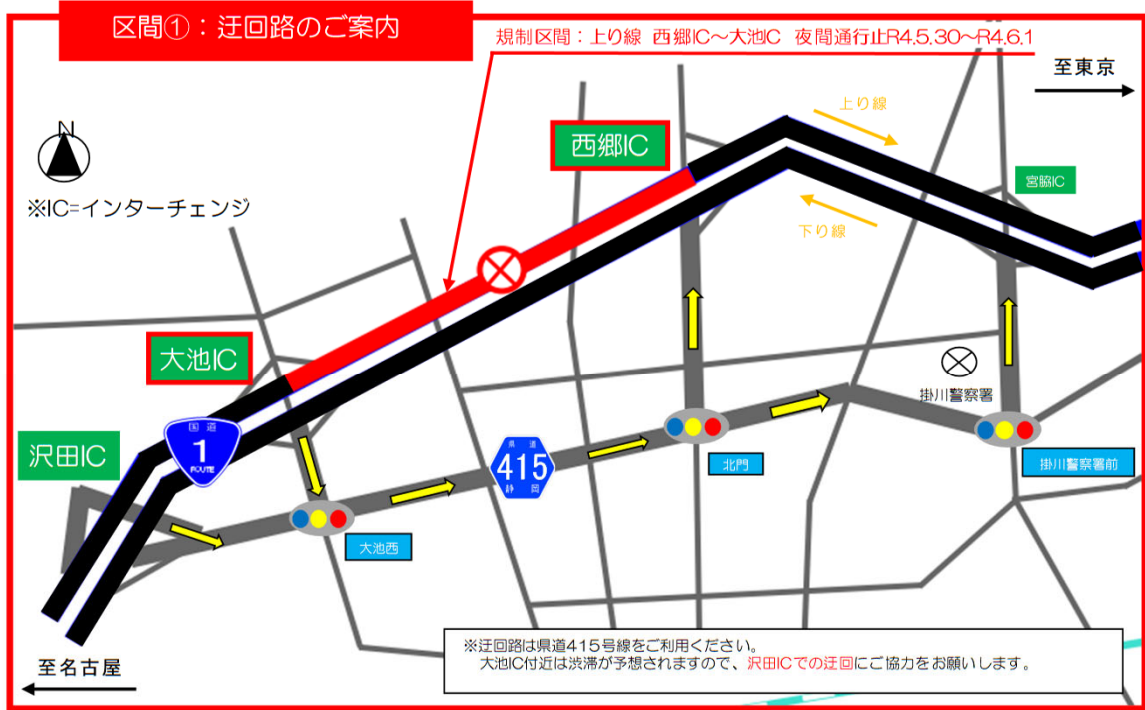 区間①:迂回路のご案内
規制区間:上り線 西郷IC～大池IC 夜間通行止R4.5.30～R4.6.1
至東京
上り線
N
西郷IC
宮脇IC
※IC=インターチェンジ
下り線
大池IC
掛川警察署
国道
1
ROUTE
沢田IC
県道
415
静岡
北門
掛川警察署前
大池西
※迂回路は県道415号線をご利用ください。
大池IC付近は渋滞が予想されますので、沢田ICでの迂回にご協力をお願いします。
至名古屋